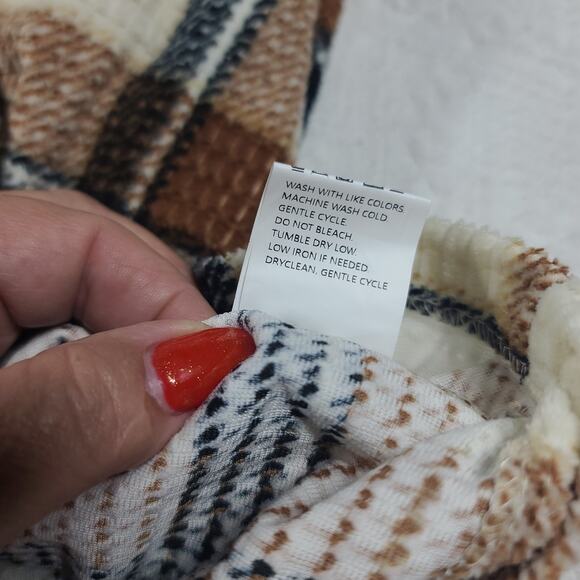 WASH WITH LIKE COLORS
MACHINE WASH COLD
GENTLE CYCLE.
DO NOT BLEACH.
TUMBLE DRY LOW.
LOW IRON IF NEEDED
DRYCLEAN, GENTLE CYCLE